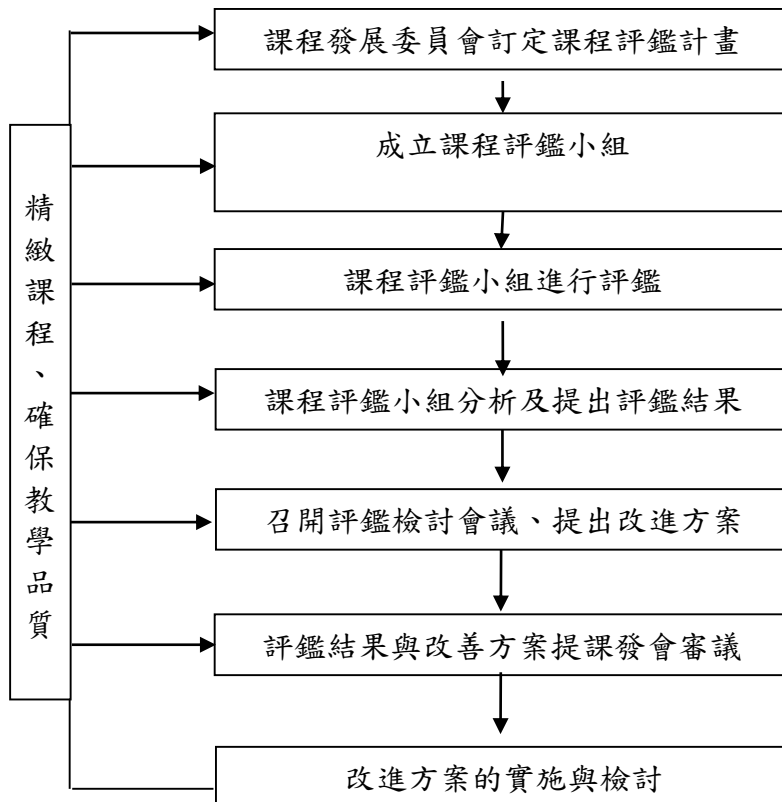 課程發展委員會訂定課程評鑑計畫
成立課程評鑑小組
精緻課程、確保教學品質
課程評鑑小組進行評鑑
課程評鑑小組分析及提出評鑑結果
召開評鑑檢討會議、提出改進方案
評鑑結果與改善方案提課發會審議
改進方案的實施與檢討